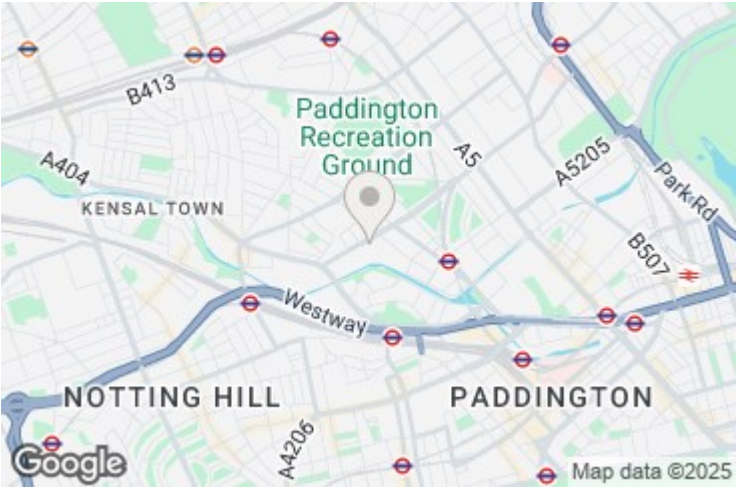 B413
Paddington
Recreation
Ground
A5
A404
A5205
Park Rd
KENSAL TOWN
B507
Westway
NOTTING HILL
PADDINGTON
A4206
Google
Map data ©2025